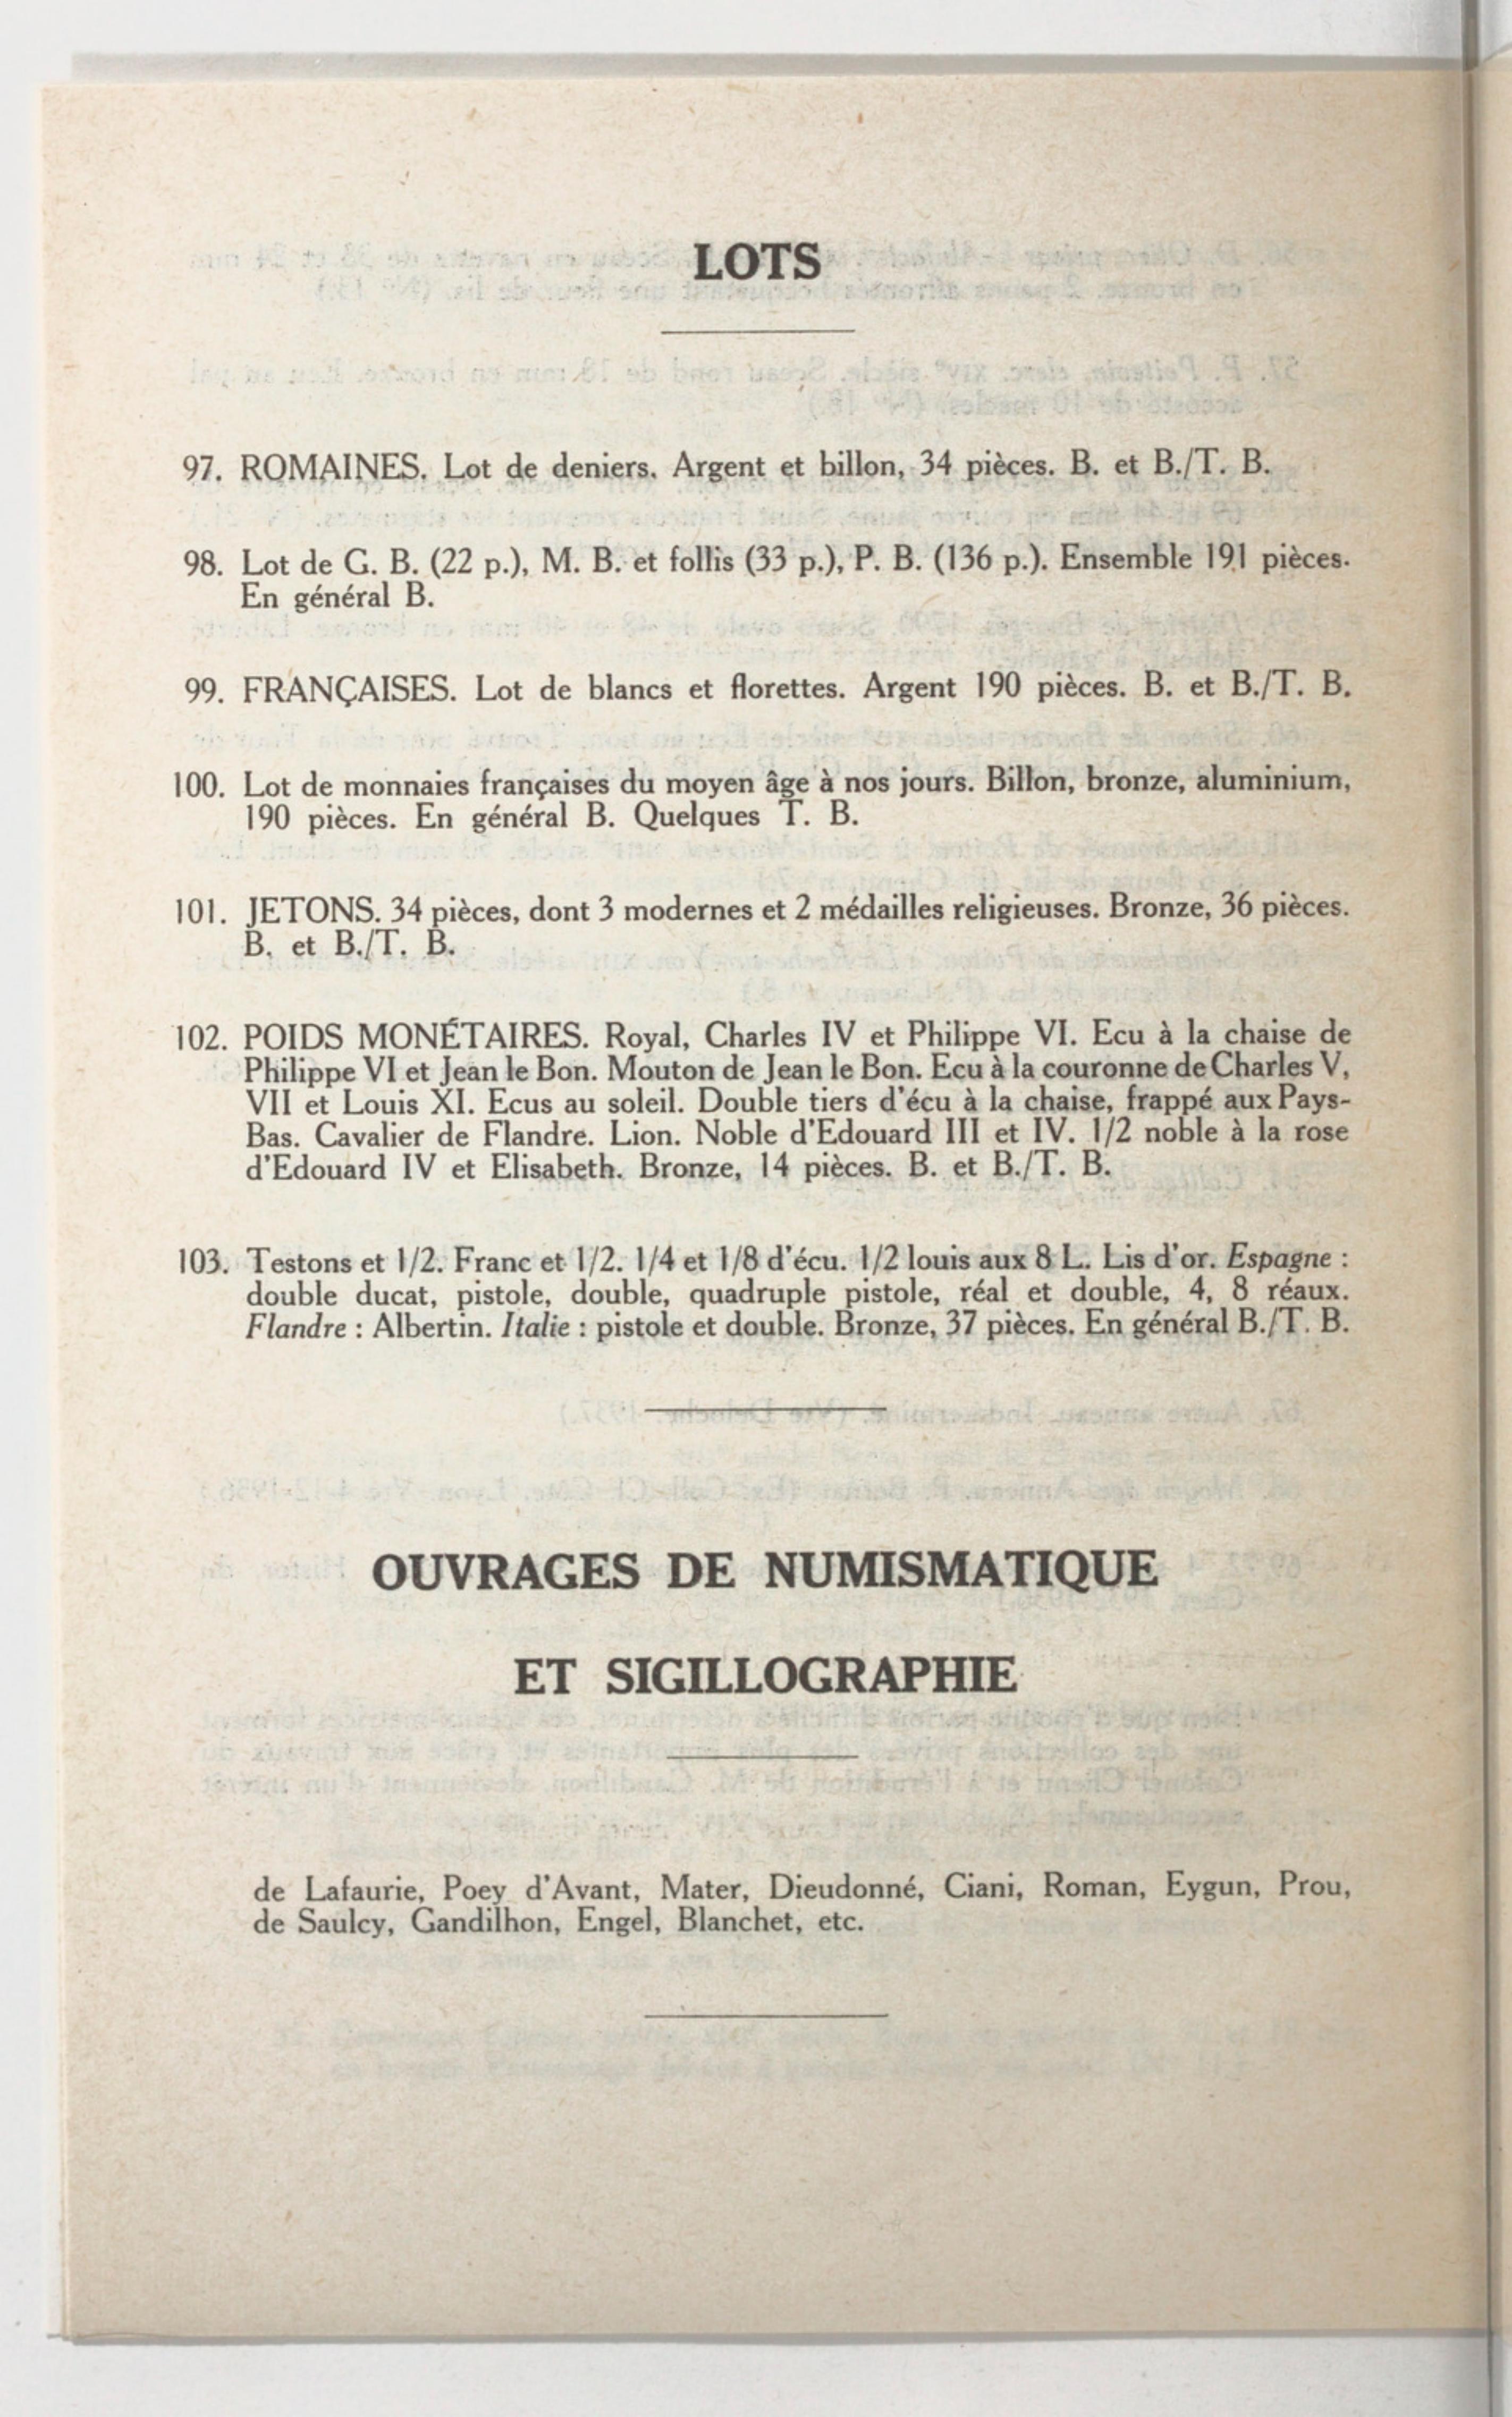 LOTS
97. ROMAINES. Lot de deniers. Argent et billon, 34 pièces. B. et B./T. B.
98. Lot de G. B. (22 p.), M. B. et follis (33 p.), P. B. (136 p.). Ensemble 191 pièces.
En général B.
99. FRANÇAISES. Lot de blancs et florettes. Argent 190 pièces. B. et B./T. B.
100. Lot de monnaies françaises du moyen âge à nos jours. Billon, bronze, aluminium,
190 pièces. En général B. Quelques T. B.
101. JETONS. 34 pièces, dont 3 modernes et 2 médailles religieuses. Bronze, 36 pièces.
B. et B./T. B.
102. POIDS MONÉTAIRES. Royal, Charles IV et Philippe VI. Ecu à la chaise de
Philippe VI et Jean le Bon. Mouton de Jean le Bon. Ecu à la couronne de Charles V,
VII et Louis XI. Ecus au soleil. Double tiers d'écu à la chaise, frappé aux Pays-
Bas. Cavalier de Flandre. Lion. Noble d'Edouard III et IV. 1/2 noble à la rose
d'Edouard IV et Elisabeth. Bronze, 14 pièces. B. et B./T. B.
103. Testons et 1/2. Franc et 1/2. 1/4 et 1/8 d'écu. 1/2 louis aux 8 L. Lis d'or. Espagne :
double ducat, pistole, double, quadruple pistole, réal et double, 4, 8 réaux.
Flandre : Albertin. Italie : pistole et double. Bronze, 37 pièces. En général B./T. B.
OUVRAGES DE NUMISMATIQUE
ET SIGILLOGRAPHIE
de Lafaurie, Poey d'Avant, Mater, Dieudonné, Ciani, Roman, Eygun, Prou,
de Saulcy, Gandilhon, Engel, Blanchet, etc.